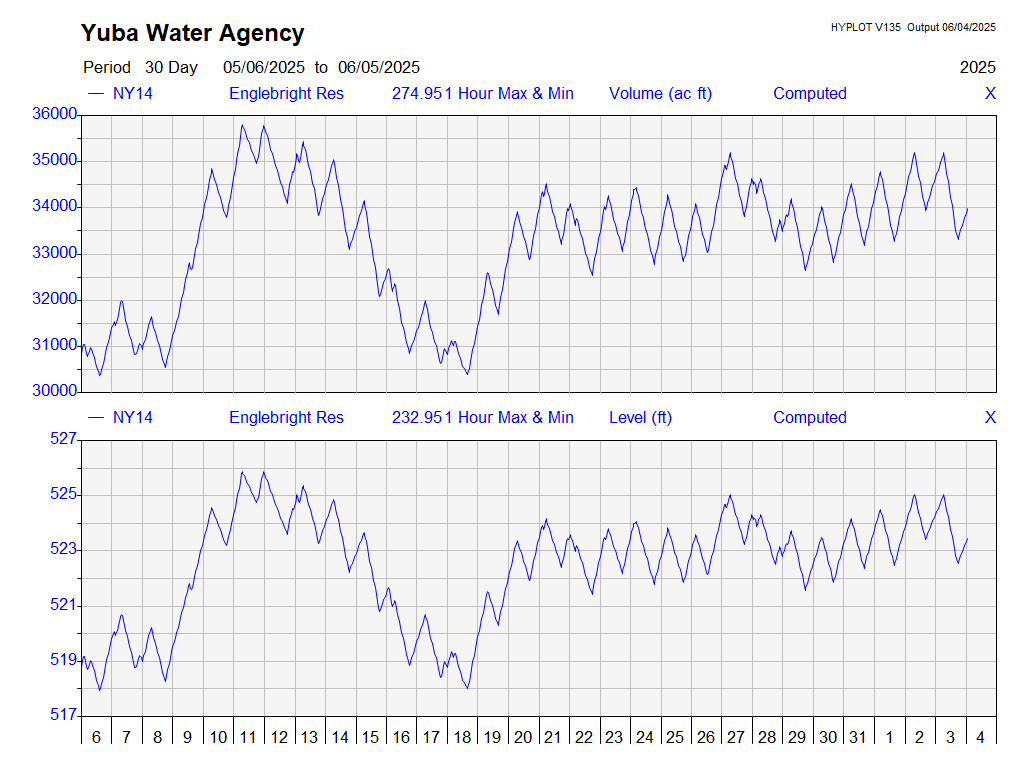 Yuba Water Agency
HYPLOT V135 Output 06/04/2025
Period 30 Day 05/06/2025 to 06/05/2025
2025
NY14 Englebright Res 274.95 1 Hour Max & Min Volume (ac ft) Computed X
36000
35000
34000
33000
32000
31000
30000
NY14 Englebright Res 232.95 1 Hour Max & Min Level (ft) Computed X
527
525
523
521
519
517
6 7 8 9 10 11 12 13 14 15 16 17 18 19 20 21 22 23 24 25 26 27 28 29 30 31 1 2 3 4